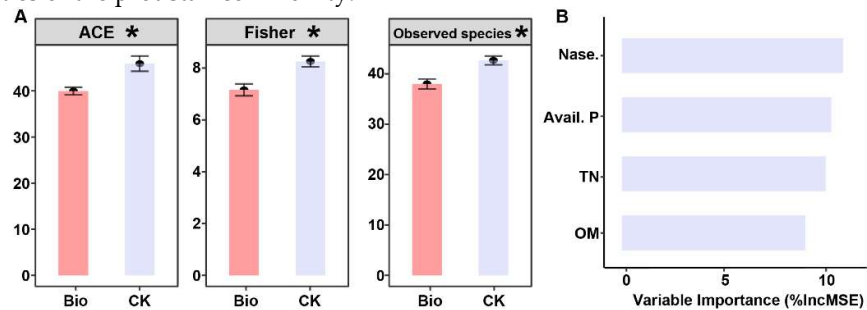 A
ACE *
Fisher *
Observed species *
40
30
20
10
0
Bio CK
8
6
4
2
0
Bio CK
40
30
20
10
0
Bio CK
B
Nase.
Avail. P
TN
OM
0 5 10
Variable Importance (%IncMSE)